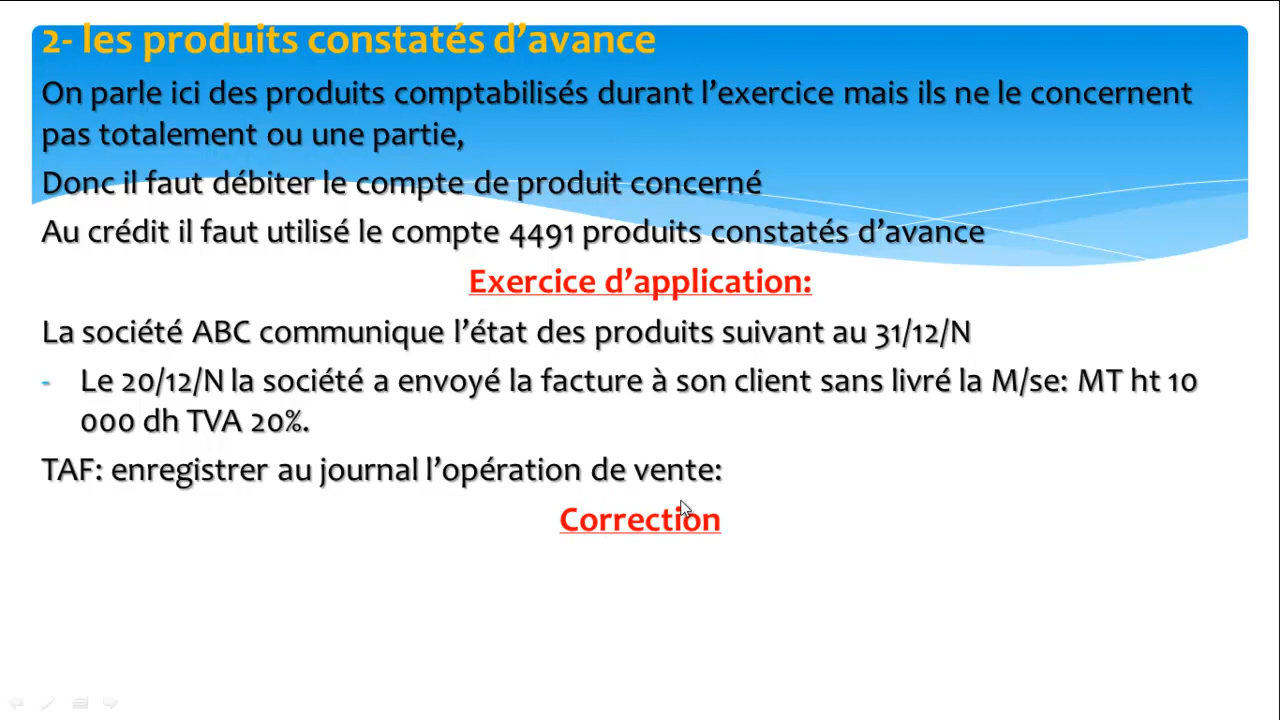 2- les produits constatés d’avance
On parle ici des produits comptabilisés durant l’exercice mais ils ne le concernent
pas totalement ou une partie,
Donc il faut débiter le compte de produit concerné
Au crédit il faut utilisé le compte 4491 produits constatés d’avance
Exercice d’application:
La société ABC communique l’état des produits suivant au 31/12/N
- Le 20/12/N la société a envoyé la facture à son client sans livré la M/se: MT ht 10
000 dh TVA 20%.
TAF: enregistrer au journal l’opération de vente:
Correction